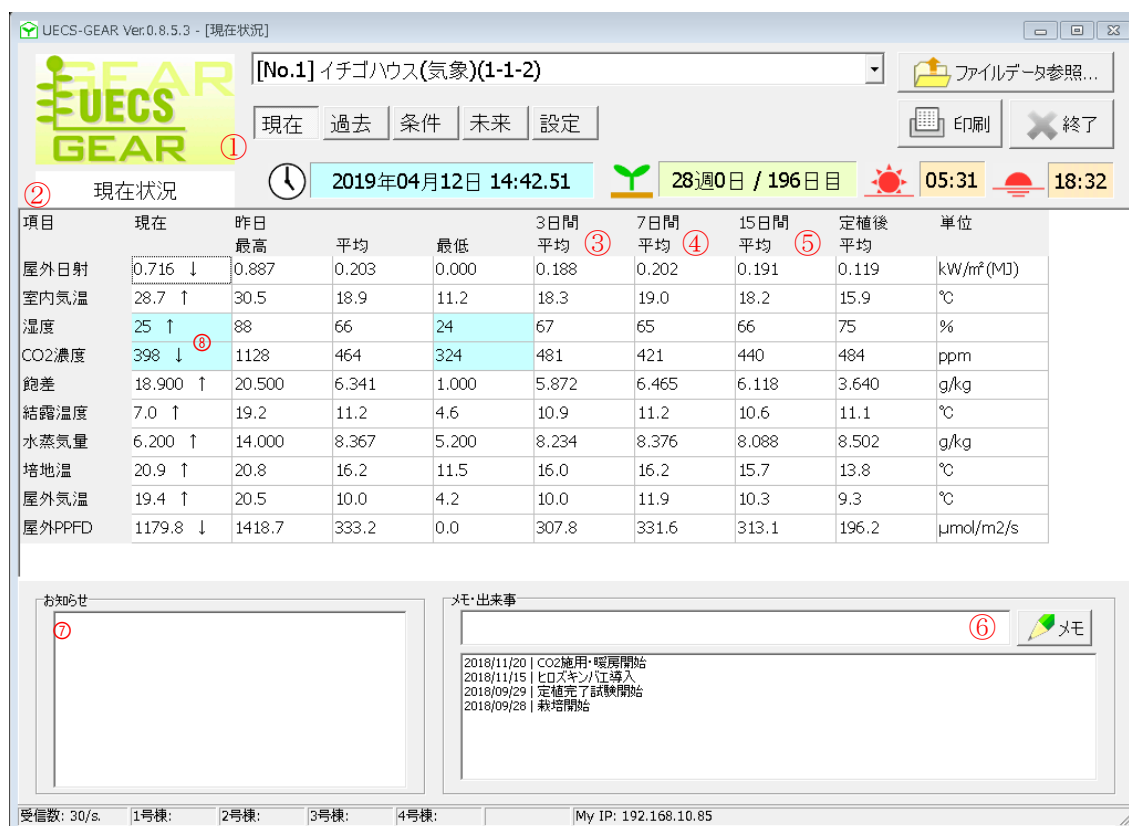 UECS-GEAR Ver.0.8.5.3 - [現在状況]
GEAR
UECS
GEAR
[No.1] イチゴハウス(気象)(1-1-2)
ファイルデータ参照...
① 現在 過去 条件 未来 設定
印刷 終了
② 現在状況
2019年04月12日 14:42.51 28週0日 / 196日目 05:31 18:32
項目 現在 昨日 3日間 7日間 15日間 定植後 単位
最高 平均 最低 平均 ③ 平均 ④ 平均 ⑤ 平均
屋外日射 0.716 ↓ 0.887 0.203 0.000 0.188 0.202 0.191 0.119 kW/㎡(MJ)
室内気温 28.7 ↑ 30.5 18.9 11.2 18.3 19.0 18.2 15.9 ℃
湿度 25 ↑ 88 66 24 67 65 66 75 %
⑧
CO2濃度 398 ↓ 1128 464 324 481 421 440 484 ppm
飽差 18.900 ↑ 20.500 6.341 1.000 5.872 6.465 6.118 3.640 g/kg
結露温度 7.0 ↑ 19.2 11.2 4.6 10.9 11.2 10.6 11.1 ℃
水蒸気量 6.200 ↑ 14.000 8.367 5.200 8.234 8.376 8.088 8.502 g/kg
培地温 20.9 ↑ 20.8 16.2 11.5 16.0 16.2 15.7 13.8 ℃
屋外気温 19.4 ↑ 20.5 10.0 4.2 10.0 11.9 10.3 9.3 ℃
屋外PPFD 1179.8 ↓ 1418.7 333.2 0.0 307.8 331.6 313.1 196.2 μmol/m2/s
お知らせ
⑦
メモ・出来事
⑥ メモ
2018/11/20 | CO2施用・暖房開始
2018/11/15 | ヒロズキンバエ導入
2018/09/29 | 定植完了試験開始
2018/09/28 | 栽培開始
受信数: 30/s. 1号棟: 2号棟: 3号棟: 4号棟: My IP: 192.168.10.85